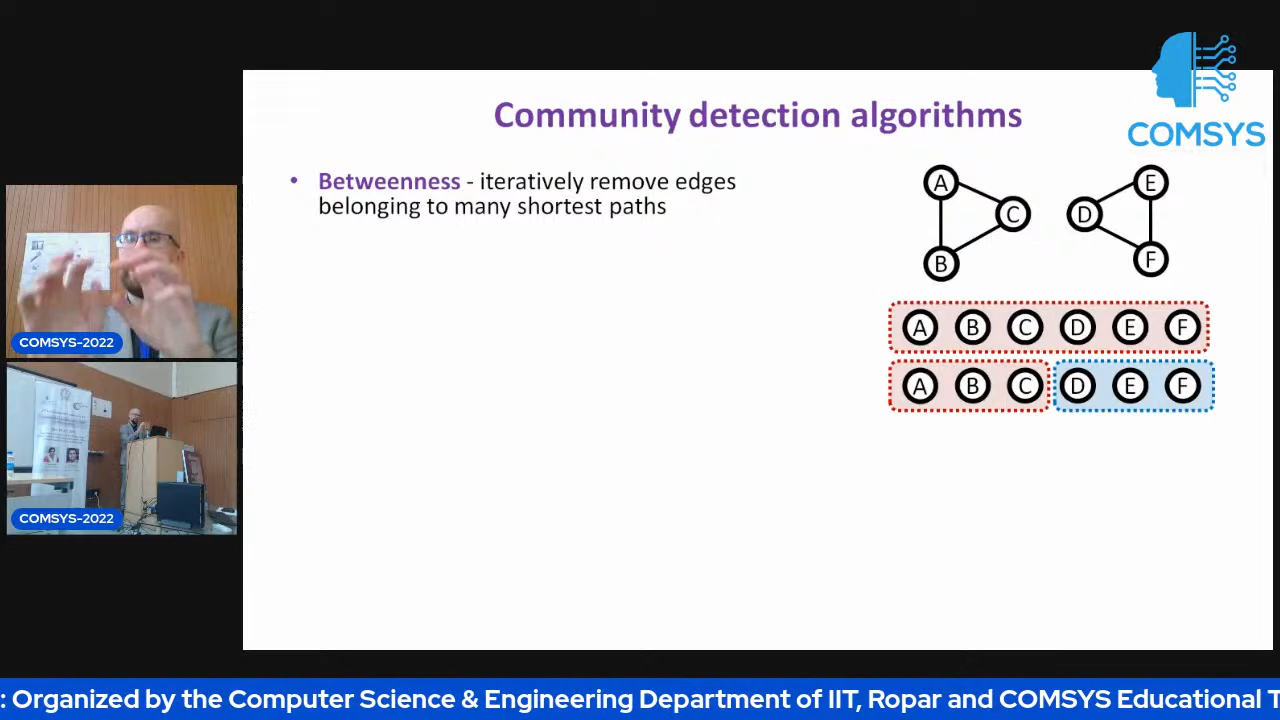 COMSYS
Community detection algorithms
• Betweenness - iteratively remove edges
belonging to many shortest paths
A
E
C
D
B
F
A B C D E F
A B C D E F
COMSYS-2022
COMSYS-2022
: Organized by the Computer Science & Engineering Department of IIT, Ropar and COMSYS Educational T